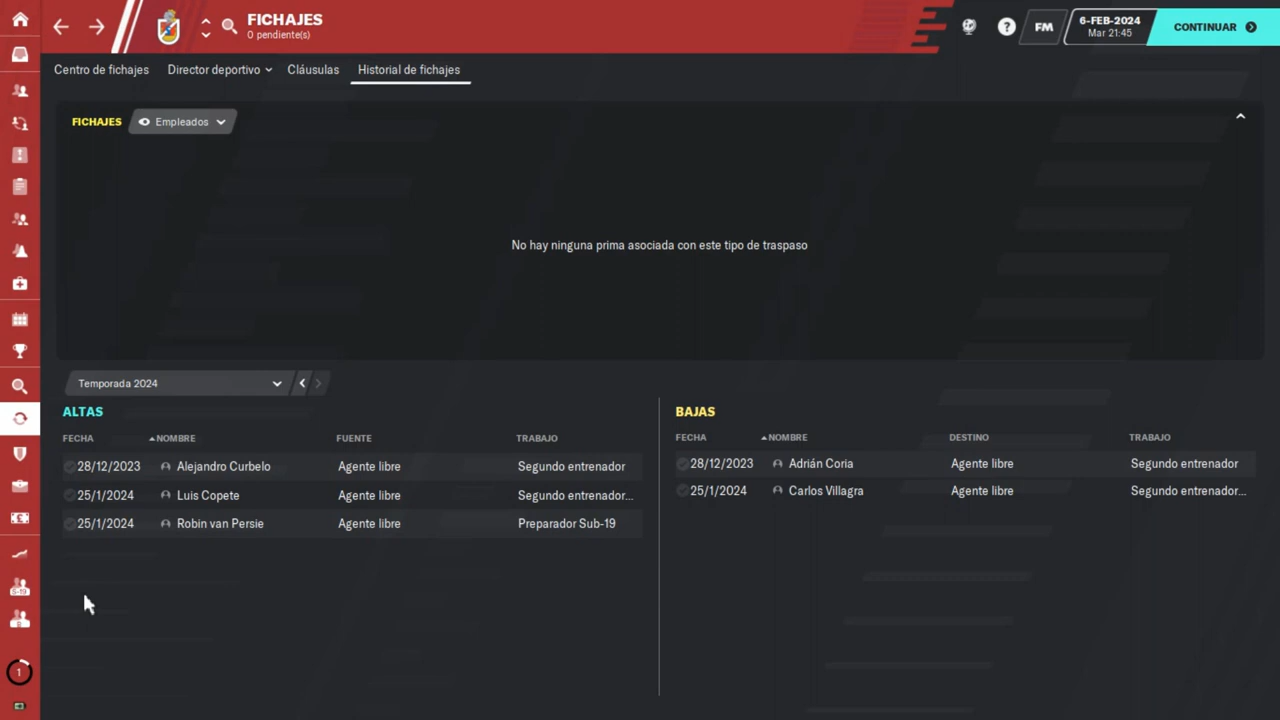 FICHAJES
0 pendiente(s)
FM
6-FEB-2024
Mar 21:45
CONTINUAR
Centro de fichajes
Director deportivo
Cláusulas
Historial de fichajes
FICHAJES
Empleados
No hay ninguna prima asociada con este tipo de traspaso
Temporada 2024
ALTAS
FECHA NOMBRE FUENTE TRABAJO
28/12/2023 Alejandro Curbelo Agente libre Segundo entrenador
25/1/2024 Luis Copete Agente libre Segundo entrenador...
25/1/2024 Robin van Persie Agente libre Preparador Sub-19
BAJAS
FECHA NOMBRE DESTINO TRABAJO
28/12/2023 Adrián Coria Agente libre Segundo entrenador
25/1/2024 Carlos Villagra Agente libre Segundo entrenador...
S-19
1